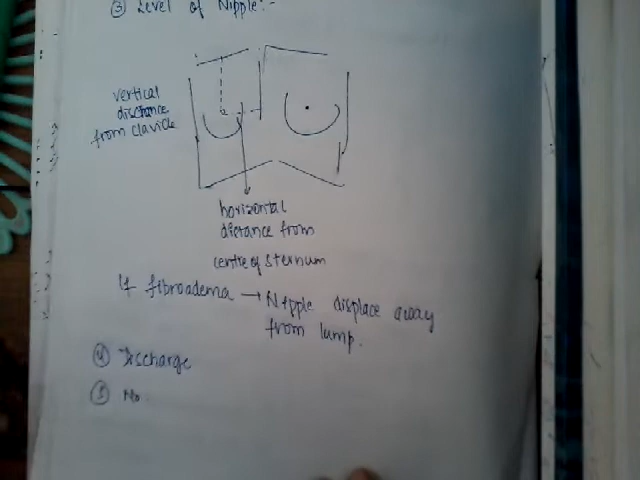 ③ Level of Nipple:-
vertical
distance
from clavicle
horizontal
distance from
centre of sternum
If fibroadema → Nipple displace away
from lump.
④ Discharge
⑤ No.